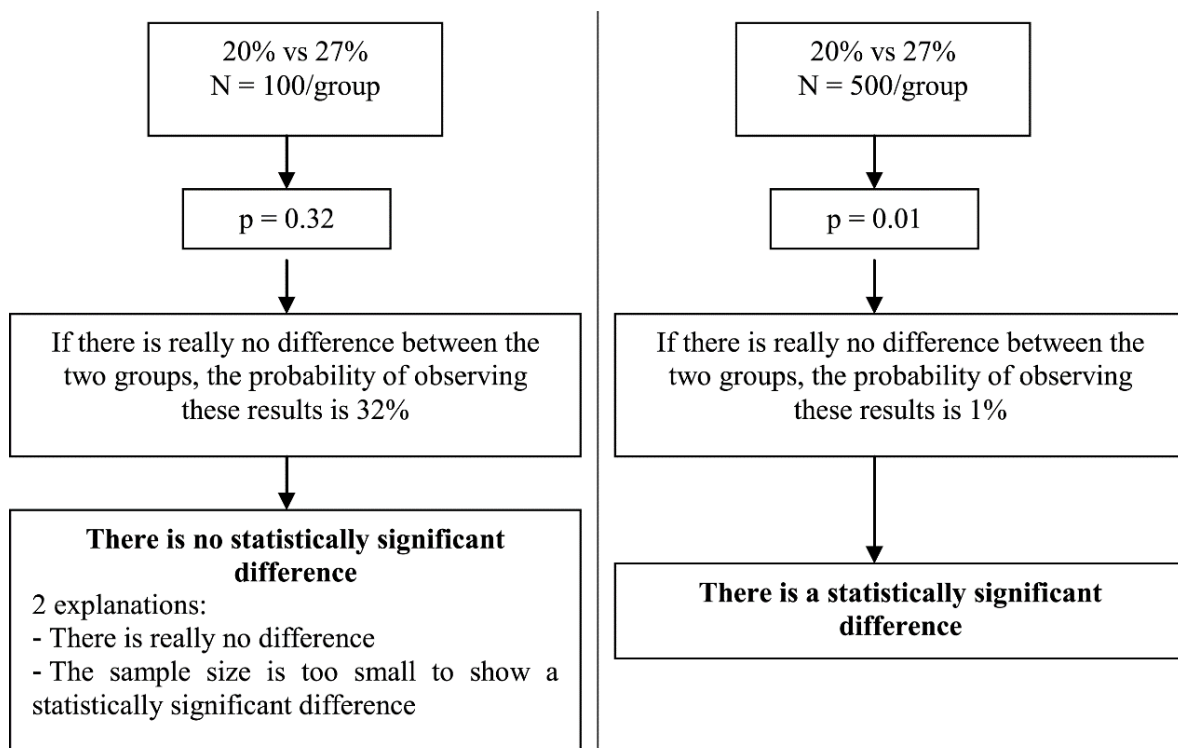 20% vs 27%
N = 100/group
p = 0.32
If there is really no difference between the
two groups, the probability of observing
these results is 32%
There is no statistically significant
difference
2 explanations:
- There is really no difference
- The sample size is too small to show a
statistically significant difference
20% vs 27%
N = 500/group
p = 0.01
If there is really no difference between the
two groups, the probability of observing
these results is 1%
There is a statistically significant
difference